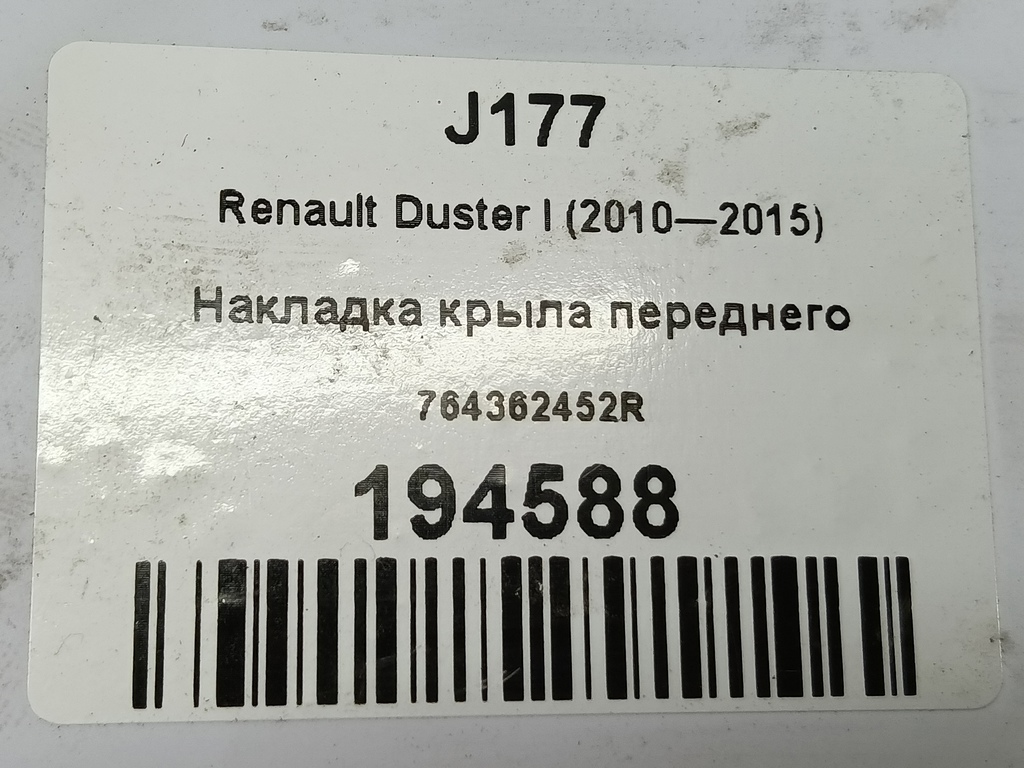 J177
Renault Duster I (2010—2015)
Накладка крыла переднего
764362452R
194588